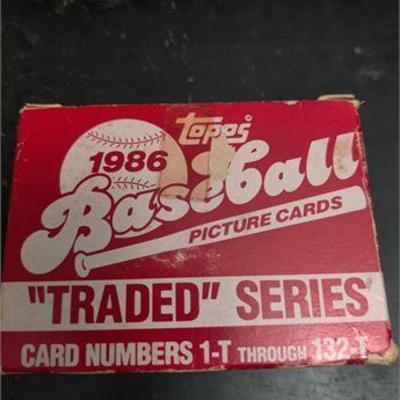 Topps®
1986
Baseball
PICTURE CARDS
"TRADED" SERIES
CARD NUMBERS 1-T THROUGH 132-T